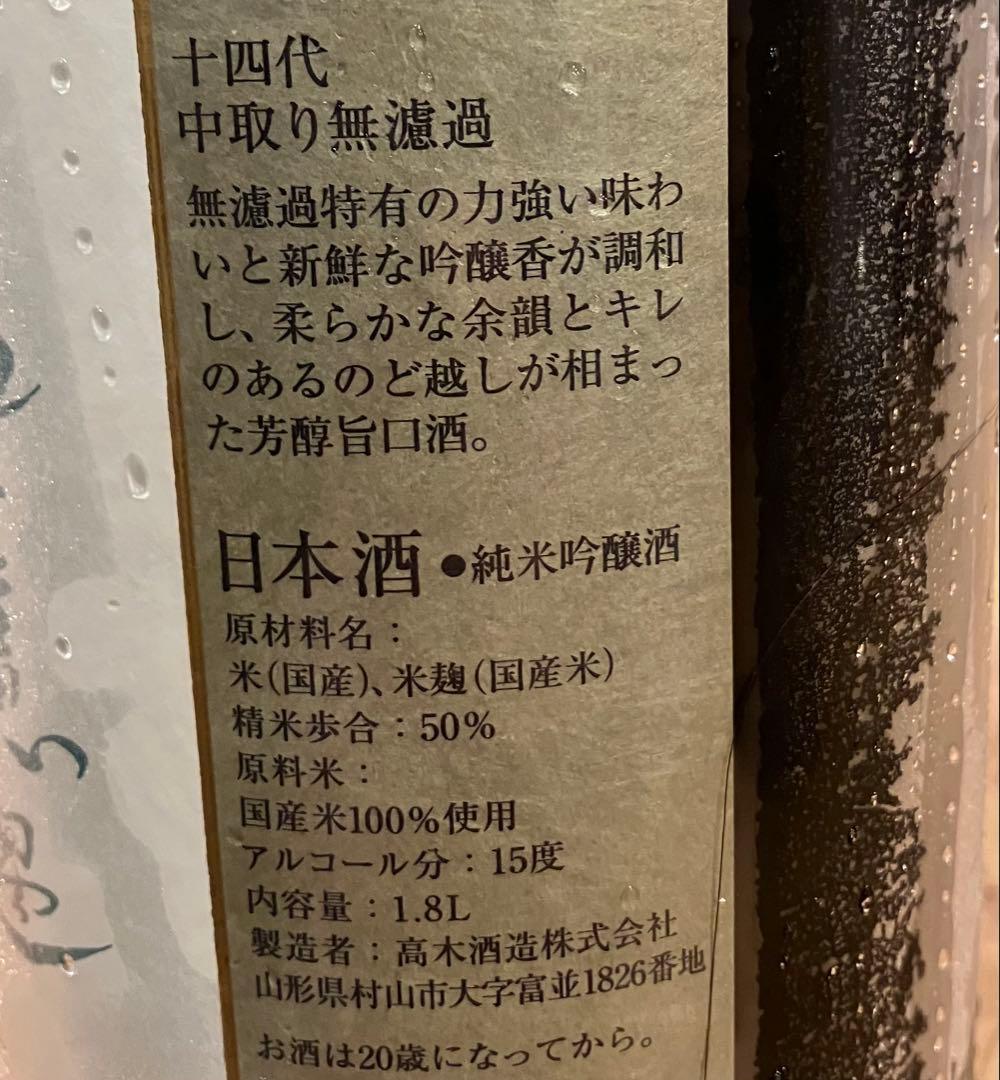 十四代
中取り無濾過
無濾過特有の力強い味わ
いと新鮮な吟醸香が調和
し、柔らかな余韻とキレ
のあるのど越しが相まっ
た芳醇旨口酒。
日本酒●純米吟醸酒
原材料名：
米(国産)、米麹(国産米)
精米歩合：50%
原料米：
国産米100%使用
アルコール分：15度
内容量：1.8L
製造者：高木酒造株式会社
山形県村山市大字富並1826番地
お酒は20歳になってから。